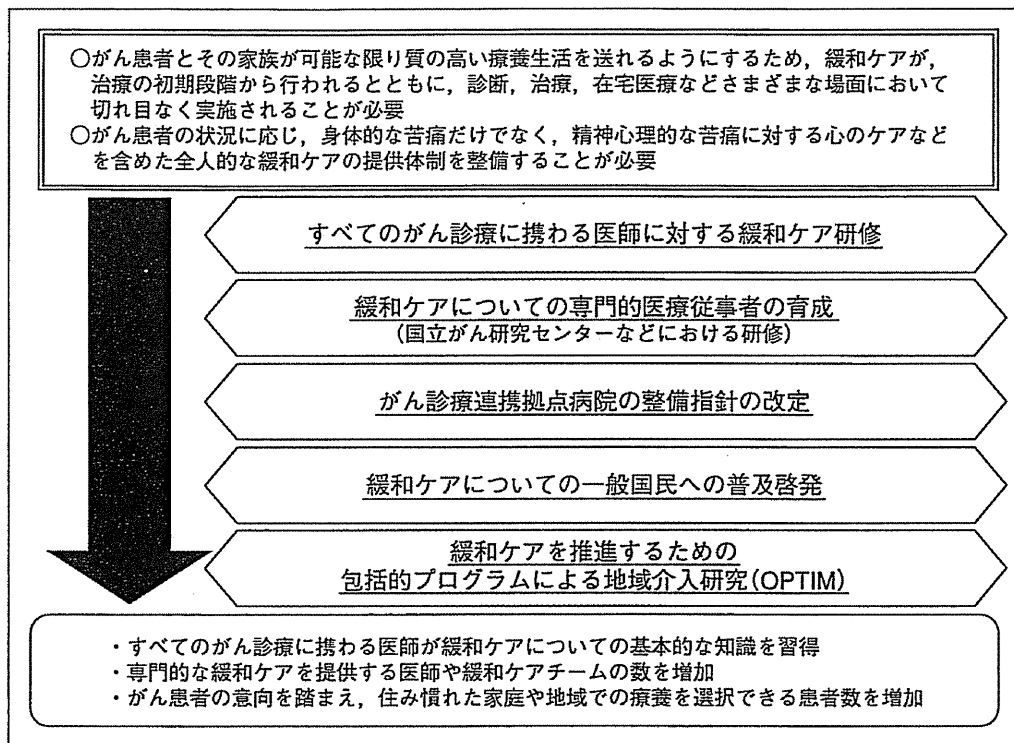 ○がん患者とその家族が可能な限り質の高い療養生活を送れるようにするため，緩和ケアが，
治療の初期段階から行われるとともに，診断，治療，在宅医療などさまざまな場面において
切れ目なく実施されることが必要
○がん患者の状況に応じ，身体的な苦痛だけでなく，精神心理的な苦痛に対する心のケアなど
を含めた全人的な緩和ケアの提供体制を整備することが必要
すべてのがん診療に携わる医師に対する緩和ケア研修
緩和ケアについての専門的医療従事者の育成
（国立がん研究センターなどにおける研修）
がん診療連携拠点病院の整備指針の改定
緩和ケアについての一般国民への普及啓発
緩和ケアを推進するための
包括的プログラムによる地域介入研究（OPTIM）
・すべてのがん診療に携わる医師が緩和ケアについての基本的な知識を習得
・専門的な緩和ケアを提供する医師や緩和ケアチームの数を増加
・がん患者の意向を踏まえ，住み慣れた家庭や地域での療養を選択できる患者数を増加